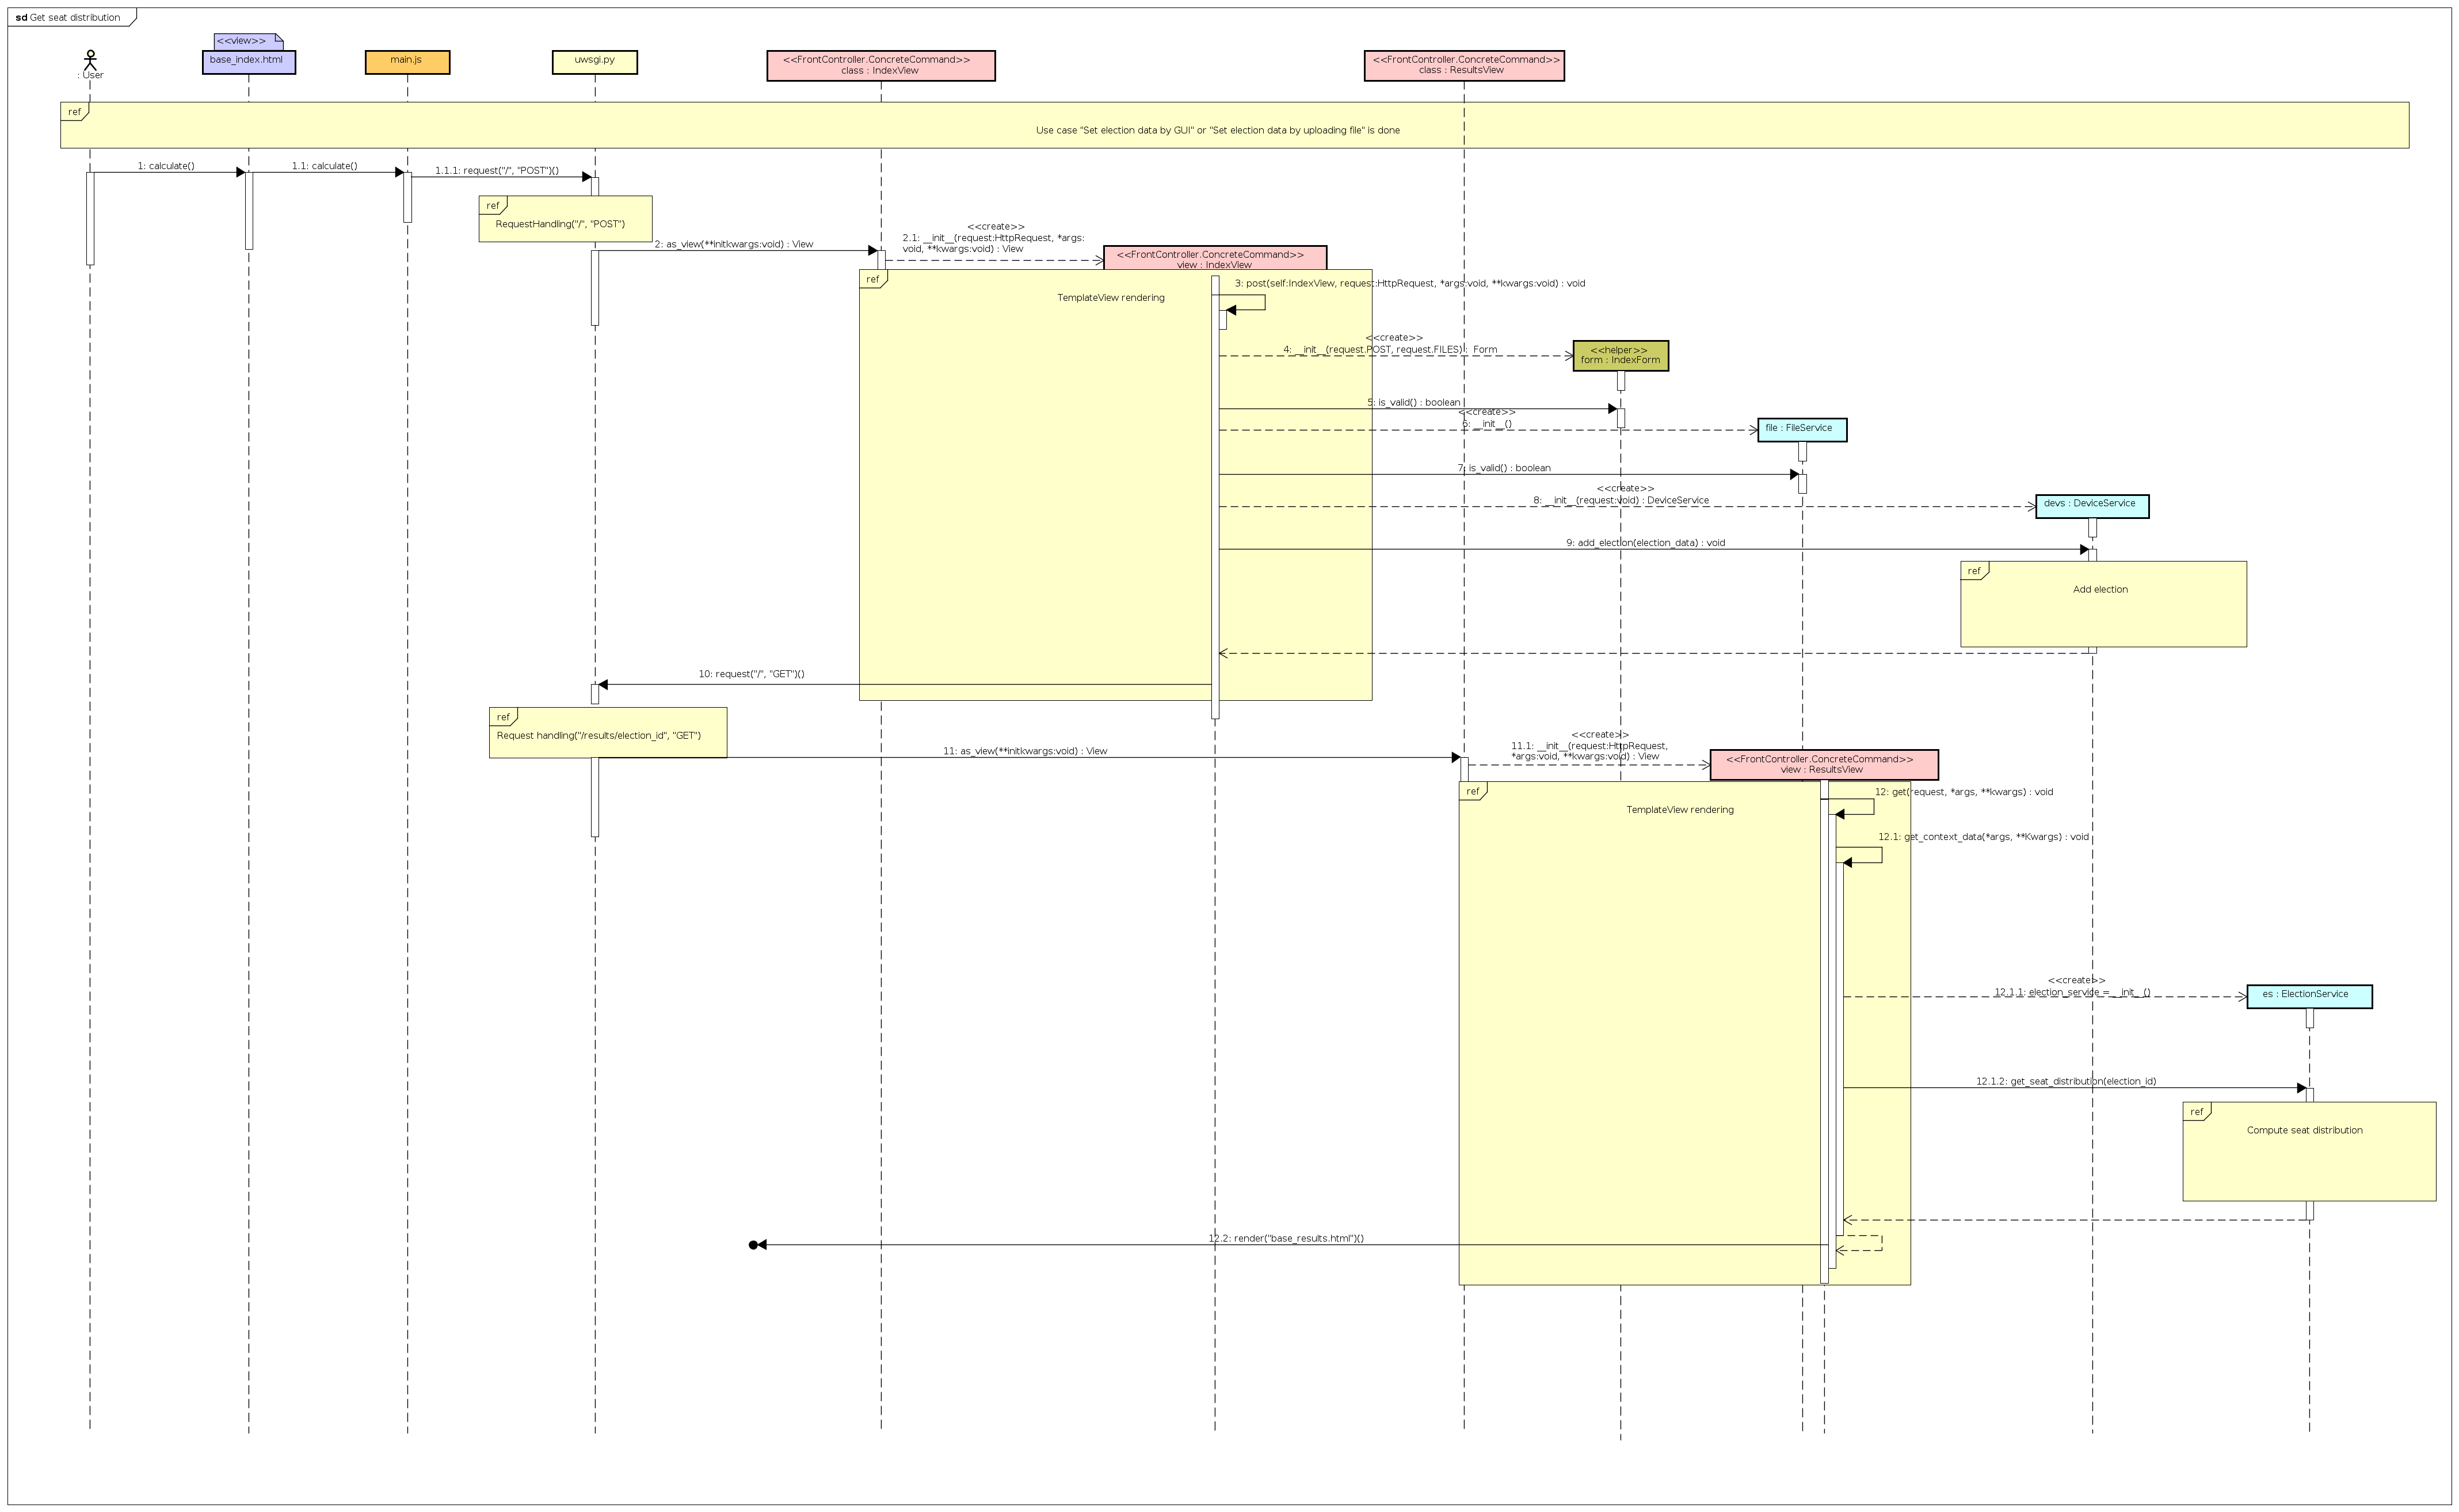 sd Get seat distribution
<<view>>
base_index.html
main.js
uwsgi.py
<<FrontController.ConcreteCommand>>
class : IndexView
<<FrontController.ConcreteCommand>>
class : ResultsView
: User
ref
Use case "Set election data by GUI" or "Set election data by uploading file" is done
1: calculate()
1.1: calculate()
1.1.1: request("/", "POST")()
ref
RequestHandling("/", "POST")
2: as_view(**initkwargs:void) : View
<<create>>
2.1: __init__(request:HttpRequest, *args:
void, **kwargs:void) : View
<<FrontController.ConcreteCommand>>
view : IndexView
ref
TemplateView rendering
3: post(self:IndexView, request:HttpRequest, *args:void, **kwargs:void) : void
<<create>>
4: __init__(request.POST, request.FILES) : Form
<<helper>>
form : IndexForm
5: is_valid() : boolean
<<create>>
6: __init__()
file : FileService
7: is_valid() : boolean
<<create>>
8: __init__(request:void) : DeviceService
devs : DeviceService
9: add_election(election_data) : void
ref
Add election
10: request("/", "GET")()
ref
Request handling("/results/election_id", "GET")
11: as_view(**initkwargs:void) : View
<<create>>
11.1: __init__(request:HttpRequest,
*args:void, **kwargs:void) : View
<<FrontController.ConcreteCommand>>
view : ResultsView
ref
TemplateView rendering
12: get(request, *args, **kwargs) : void
12.1: get_context_data(*args, **Kwargs) : void
<<create>>
12.1.1: election_service = __init__()
es : ElectionService
12.1.2: get_seat_distribution(election_id)
ref
Compute seat distribution
12.2: render("base_results.html")()